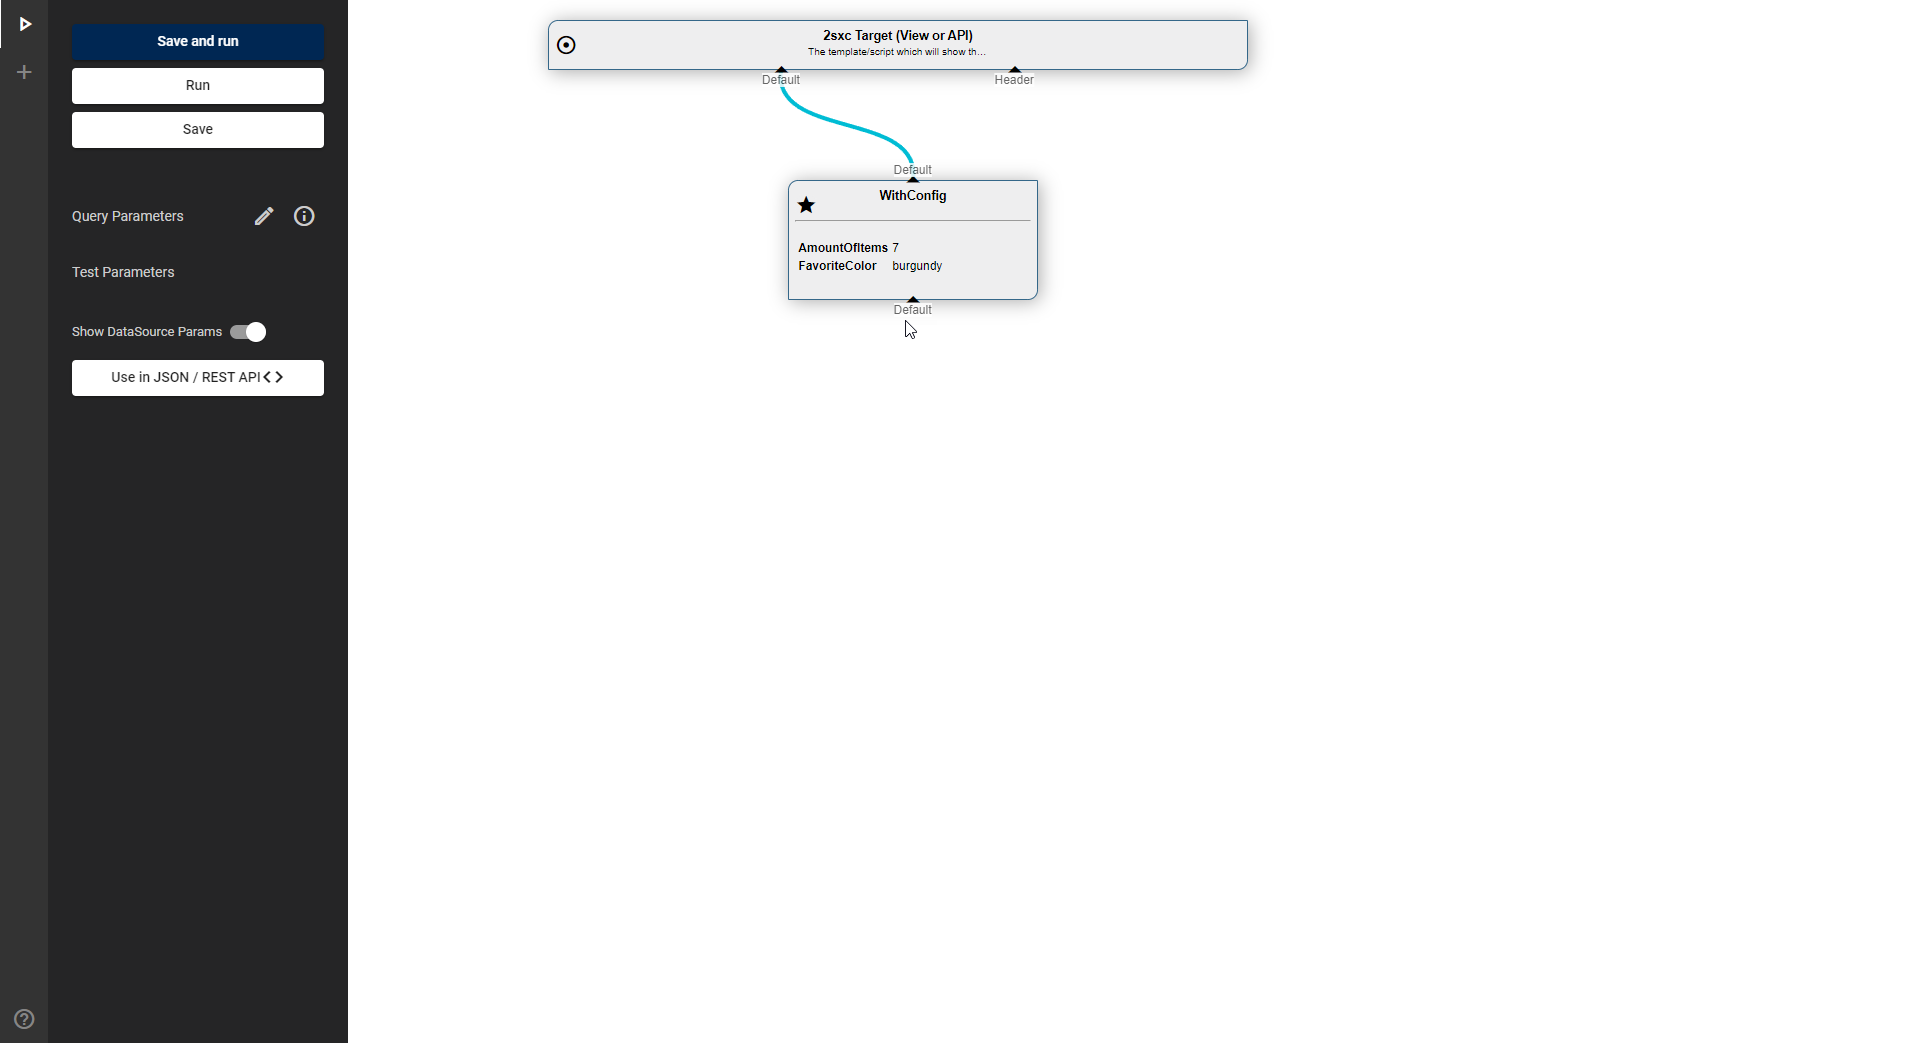 Save and run
Run
Save
Query Parameters
Test Parameters
Show DataSource Params
Use in JSON / REST API
2sxc Target (View or API)
The template/script which will show th...
Default
Header
Default
WithConfig
AmountOfItems 7
FavoriteColor burgundy
Default